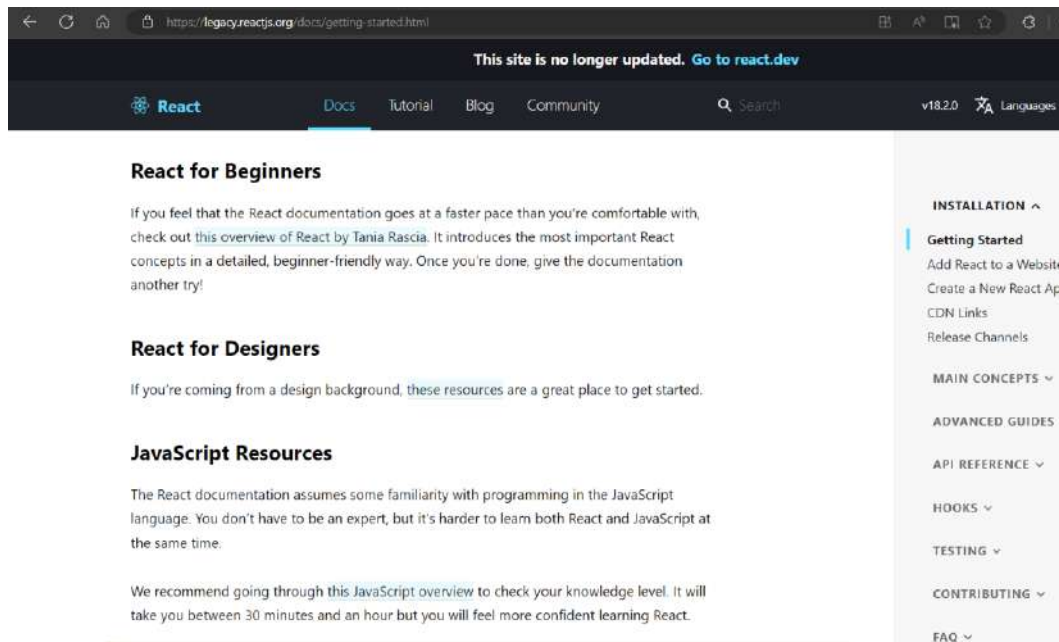 https://legacy.reactjs.org/docs/getting-started.html
This site is no longer updated. Go to react.dev
React Docs Tutorial Blog Community Search v18.2.0 Languages
React for Beginners
If you feel that the React documentation goes at a faster pace than you're comfortable with,
check out this overview of React by Tania Rascia. It introduces the most important React
concepts in a detailed, beginner-friendly way. Once you're done, give the documentation
another try!
React for Designers
If you're coming from a design background, these resources are a great place to get started.
JavaScript Resources
The React documentation assumes some familiarity with programming in the JavaScript
language. You don't have to be an expert, but it's harder to learn both React and JavaScript at
the same time.
We recommend going through this JavaScript overview to check your knowledge level. It will
take you between 30 minutes and an hour but you will feel more confident learning React.
INSTALLATION
Getting Started
Add React to a Website
Create a New React Ap
CDN Links
Release Channels
MAIN CONCEPTS
ADVANCED GUIDES
API REFERENCE
HOOKS
TESTING
CONTRIBUTING
FAQ